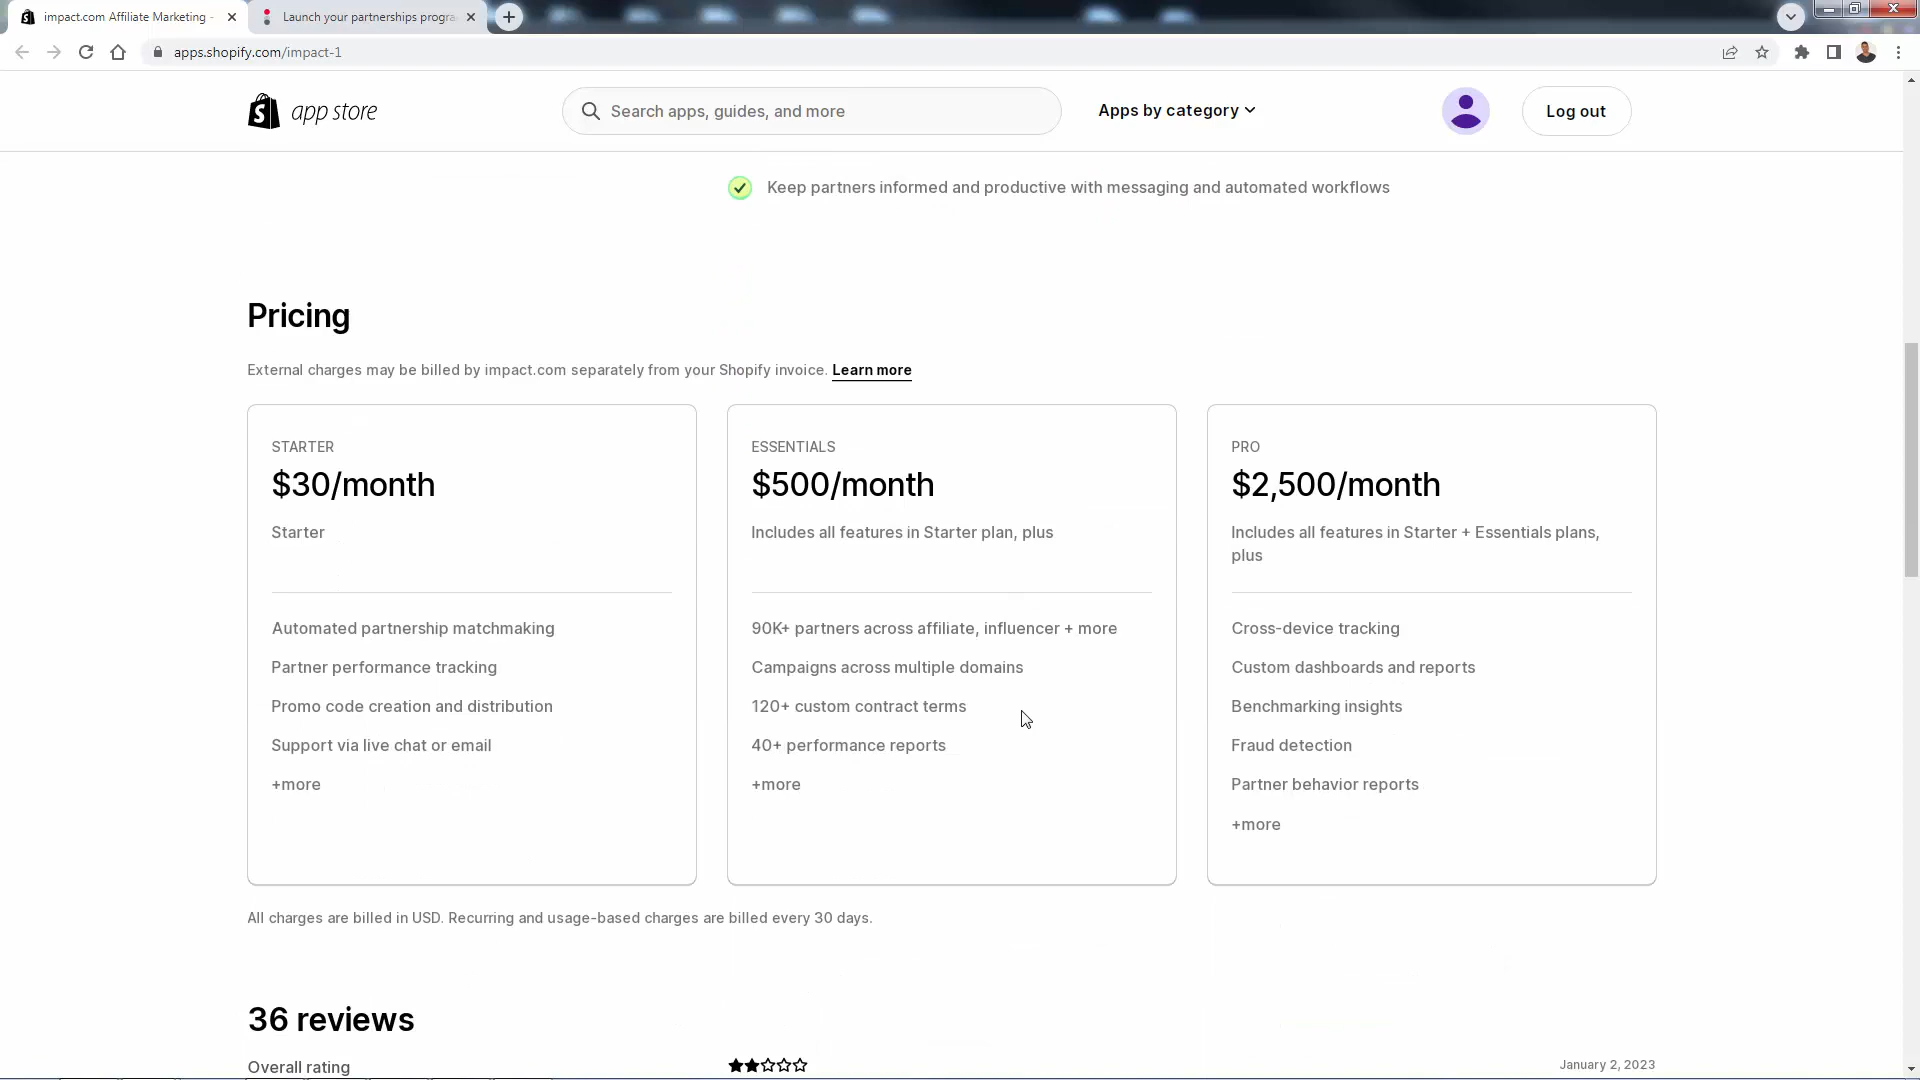 impact.com Affiliate Marketing -
Launch your partnerships progra
apps.shopify.com/impact-1
app store
Search apps, guides, and more
Apps by category
Log out
Keep partners informed and productive with messaging and automated workflows
Pricing
External charges may be billed by impact.com separately from your Shopify invoice. Learn more
STARTER
$30/month
Starter
Automated partnership matchmaking
Partner performance tracking
Promo code creation and distribution
Support via live chat or email
+more
ESSENTIALS
$500/month
Includes all features in Starter plan, plus
90K+ partners across affiliate, influencer + more
Campaigns across multiple domains
120+ custom contract terms
40+ performance reports
+more
PRO
$2,500/month
Includes all features in Starter + Essentials plans,
plus
Cross-device tracking
Custom dashboards and reports
Benchmarking insights
Fraud detection
Partner behavior reports
+more
All charges are billed in USD. Recurring and usage-based charges are billed every 30 days.
36 reviews
Overall rating
January 2, 2023